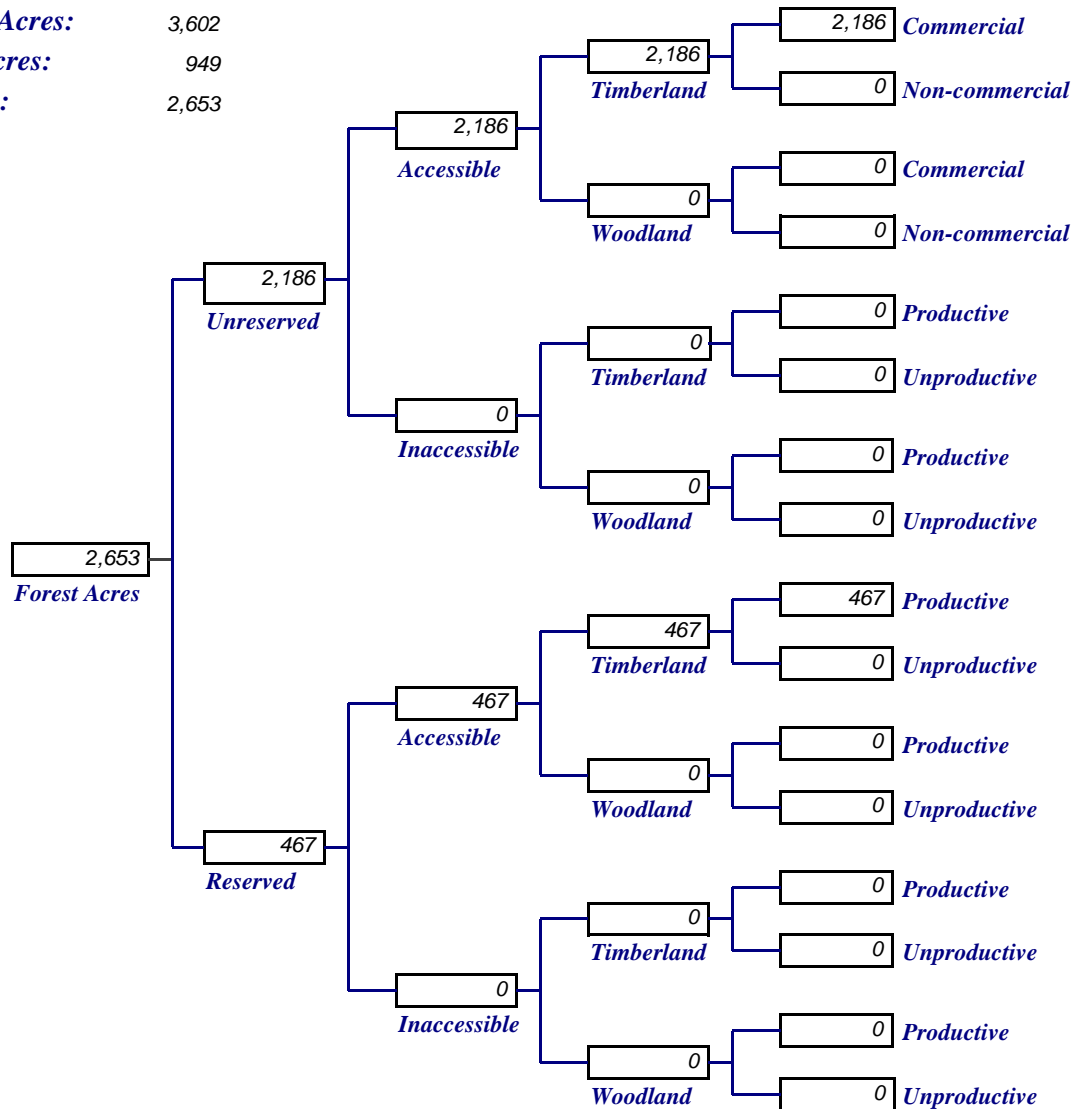 Acres: 3,602
cres: 949
: 2,653
2,186 Commercial
2,186
Timberland
0 Non-commercial
2,186
Accessible
0 Commercial
0
Woodland
0 Non-commercial
2,186
Unreserved
0 Productive
0
Timberland
0 Unproductive
0
Inaccessible
0 Productive
0
Woodland
0 Unproductive
2,653
Forest Acres
467 Productive
467
Timberland
0 Unproductive
467
Accessible
0 Productive
0
Woodland
0 Unproductive
467
Reserved
0 Productive
0
Timberland
0 Unproductive
0
Inaccessible
0 Productive
0
Woodland
0 Unproductive